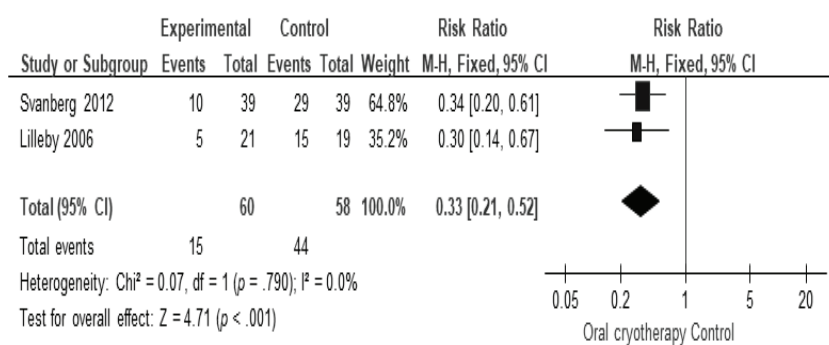 Experimental Control Risk Ratio Risk Ratio
Study or Subgroup Events Total Events Total Weight M-H, Fixed, 95% CI M-H, Fixed, 95% CI
Svanberg 2012 10 39 29 39 64.8% 0.34 [0.20, 0.61]
Lilleby 2006 5 21 15 19 35.2% 0.30 [0.14, 0.67]
Total (95% CI) 60 58 100.0% 0.33 [0.21, 0.52]
Total events 15 44
Heterogeneity: Chi² = 0.07, df = 1 (p = .790); I² = 0.0%
Test for overall effect: Z = 4.71 (p < .001)
0.05 0.2 1 5 20
Oral cryotherapy Control